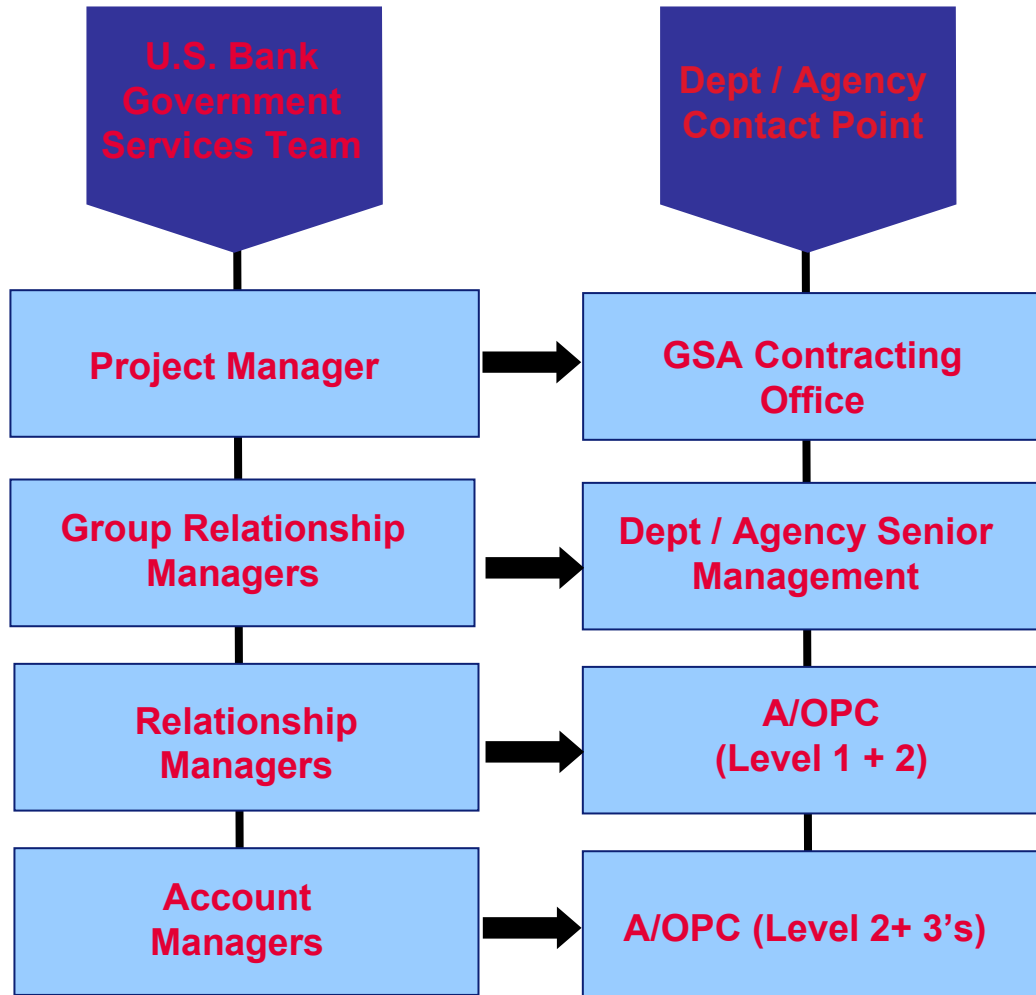 U.S. Bank
Government
Services Team
Dept / Agency
Contact Point
Project Manager
GSA Contracting
Office
Group Relationship
Managers
Dept / Agency Senior
Management
Relationship
Managers
A/OPC
(Level 1 + 2)
Account
Managers
A/OPC (Level 2+ 3’s)